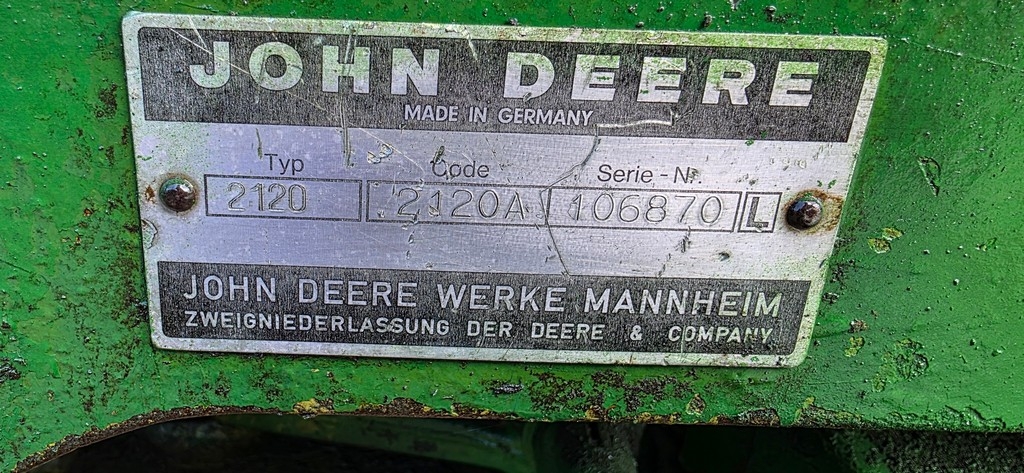 JOHN DEERE
MADE IN GERMANY
Typ Code Serie-Nr.
2120 2120A 106870 L
JOHN DEERE WERKE MANNHEIM
ZWEIGNIEDERLASSUNG DER DEERE & COMPANY